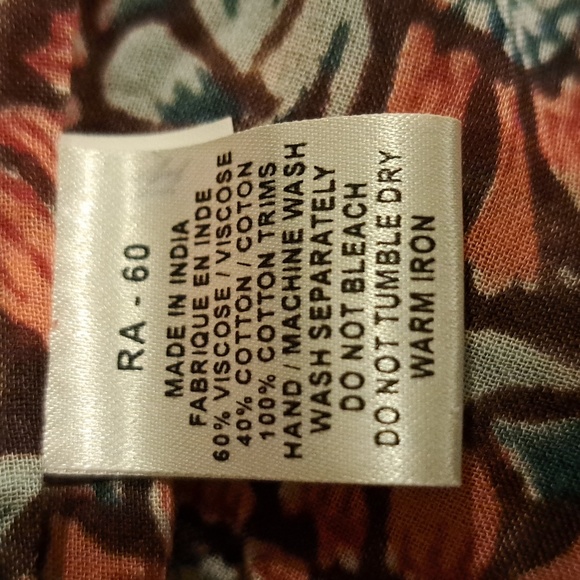 RA - 60
MADE IN INDIA
FABRIQUE EN INDE
60% VISCOSE / VISCOSE
40% COTTON / COTON
100% COTTON TRIMS
HAND / MACHINE WASH
WASH SEPARATELY
DO NOT BLEACH
DO NOT TUMBLE DRY
WARM IRON